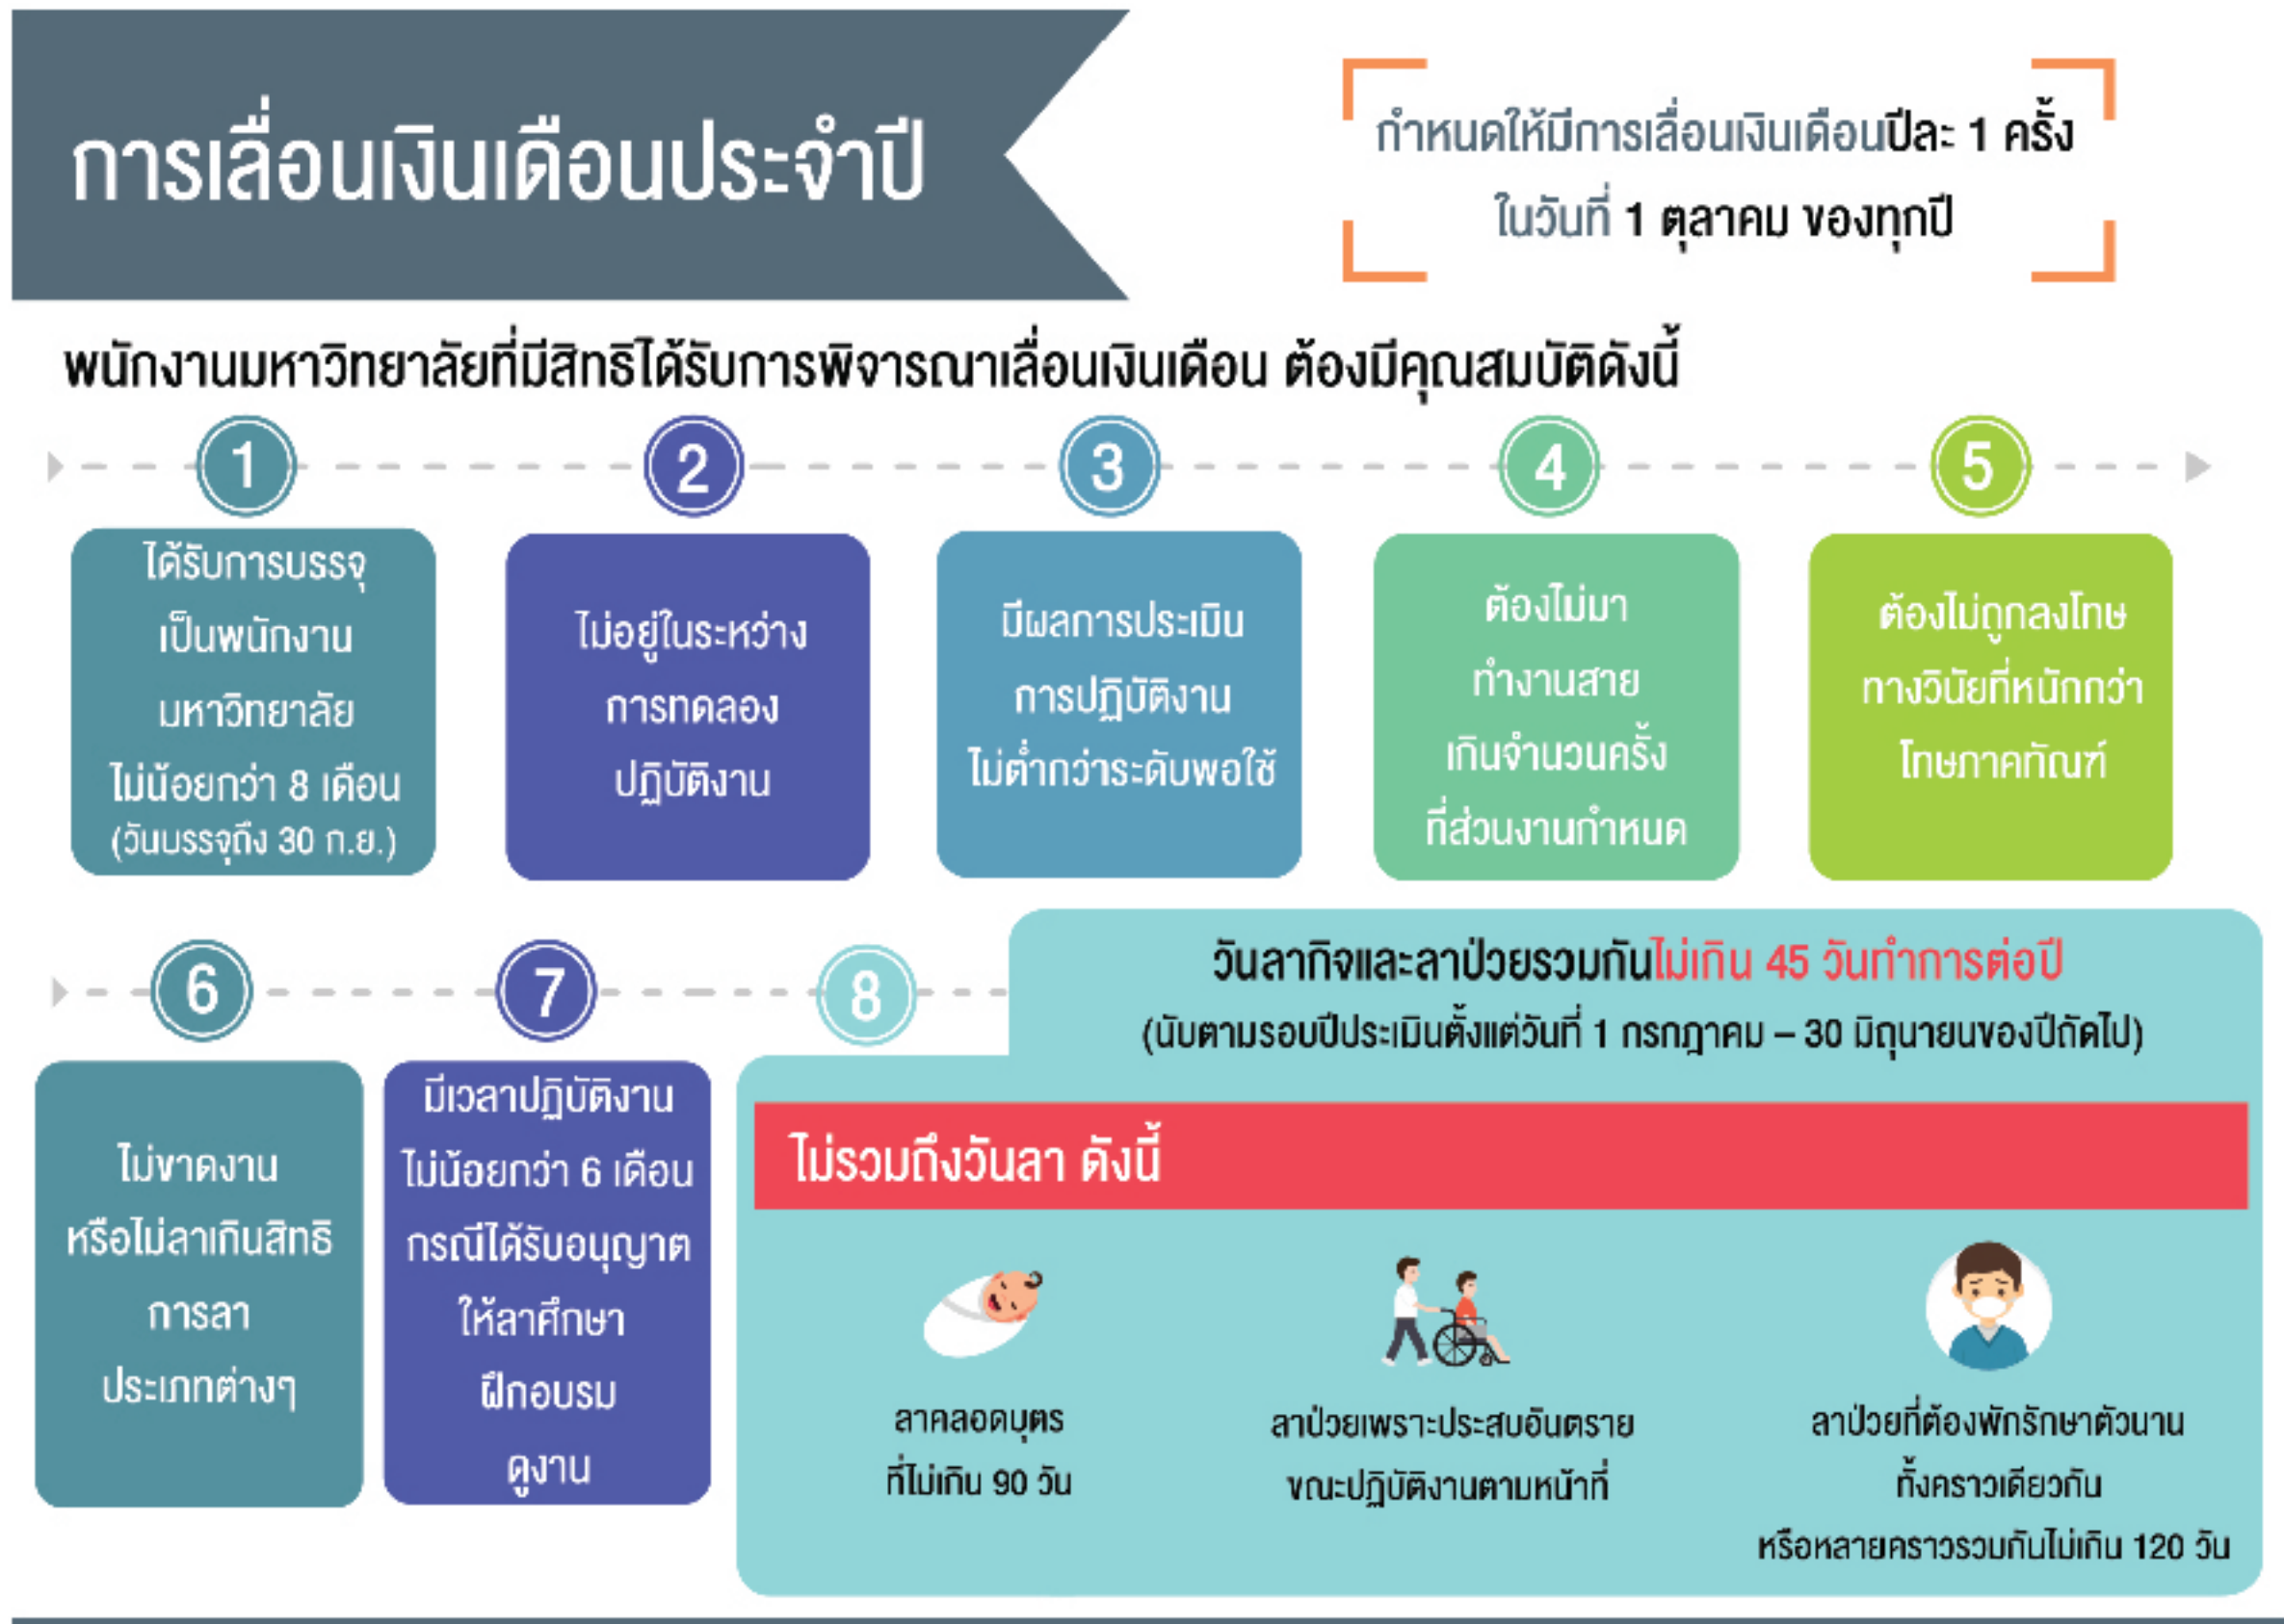 การเลื่อนเงินเดือนประจำปี
กำหนดให้มีการเลื่อนเงินเดือนปีละ 1 ครั้ง
ในวันที่ 1 ตุลาคม ของทุกปี
พนักงานมหาวิทยาลัยที่มีสิทธิได้รับการพิจารณาเลื่อนเงินเดือน ต้องมีคุณสมบัติดังนี้
1
ได้รับการบรรจุ
เป็นพนักงาน
มหาวิทยาลัย
ไม่น้อยกว่า 8 เดือน
(วันบรรจุถึง 30 ก.ย.)
2
ไม่อยู่ในระหว่าง
การทดลอง
ปฏิบัติงาน
3
มีผลการประเมิน
การปฏิบัติงาน
ไม่ต่ำกว่าระดับพอใช้
4
ต้องไม่มา
ทำงานสาย
เกินจำนวนครั้ง
ที่ส่วนงานกำหนด
5
ต้องไม่ถูกลงโทษ
ทางวินัยที่หนักกว่า
โทษภาคทัณฑ์
6
ไม่ขาดงาน
หรือไม่ลาเกินสิทธิ
การลา
ประเภทต่างๆ
7
มีเวลาปฏิบัติงาน
ไม่น้อยกว่า 6 เดือน
กรณีได้รับอนุญาต
ให้ลาศึกษา
ฝึกอบรม
ดูงาน
8
วันลากิจและลาป่วยรวมกันไม่เกิน 45 วันทำการต่อปี
(นับตามรอบปีประเมินตั้งแต่วันที่ 1 กรกฎาคม – 30 มิถุนายนของปีถัดไป)
ไม่รวมถึงวันลา ดังนี้
ลาคลอดบุตร
ที่ไม่เกิน 90 วัน
ลาป่วยเพราะประสบอันตราย
ขณะปฏิบัติงานตามหน้าที่
ลาป่วยที่ต้องพักรักษาตัวนาน
ทั้งคราวเดียวกัน
หรือหลายคราวรวมกันไม่เกิน 120 วัน